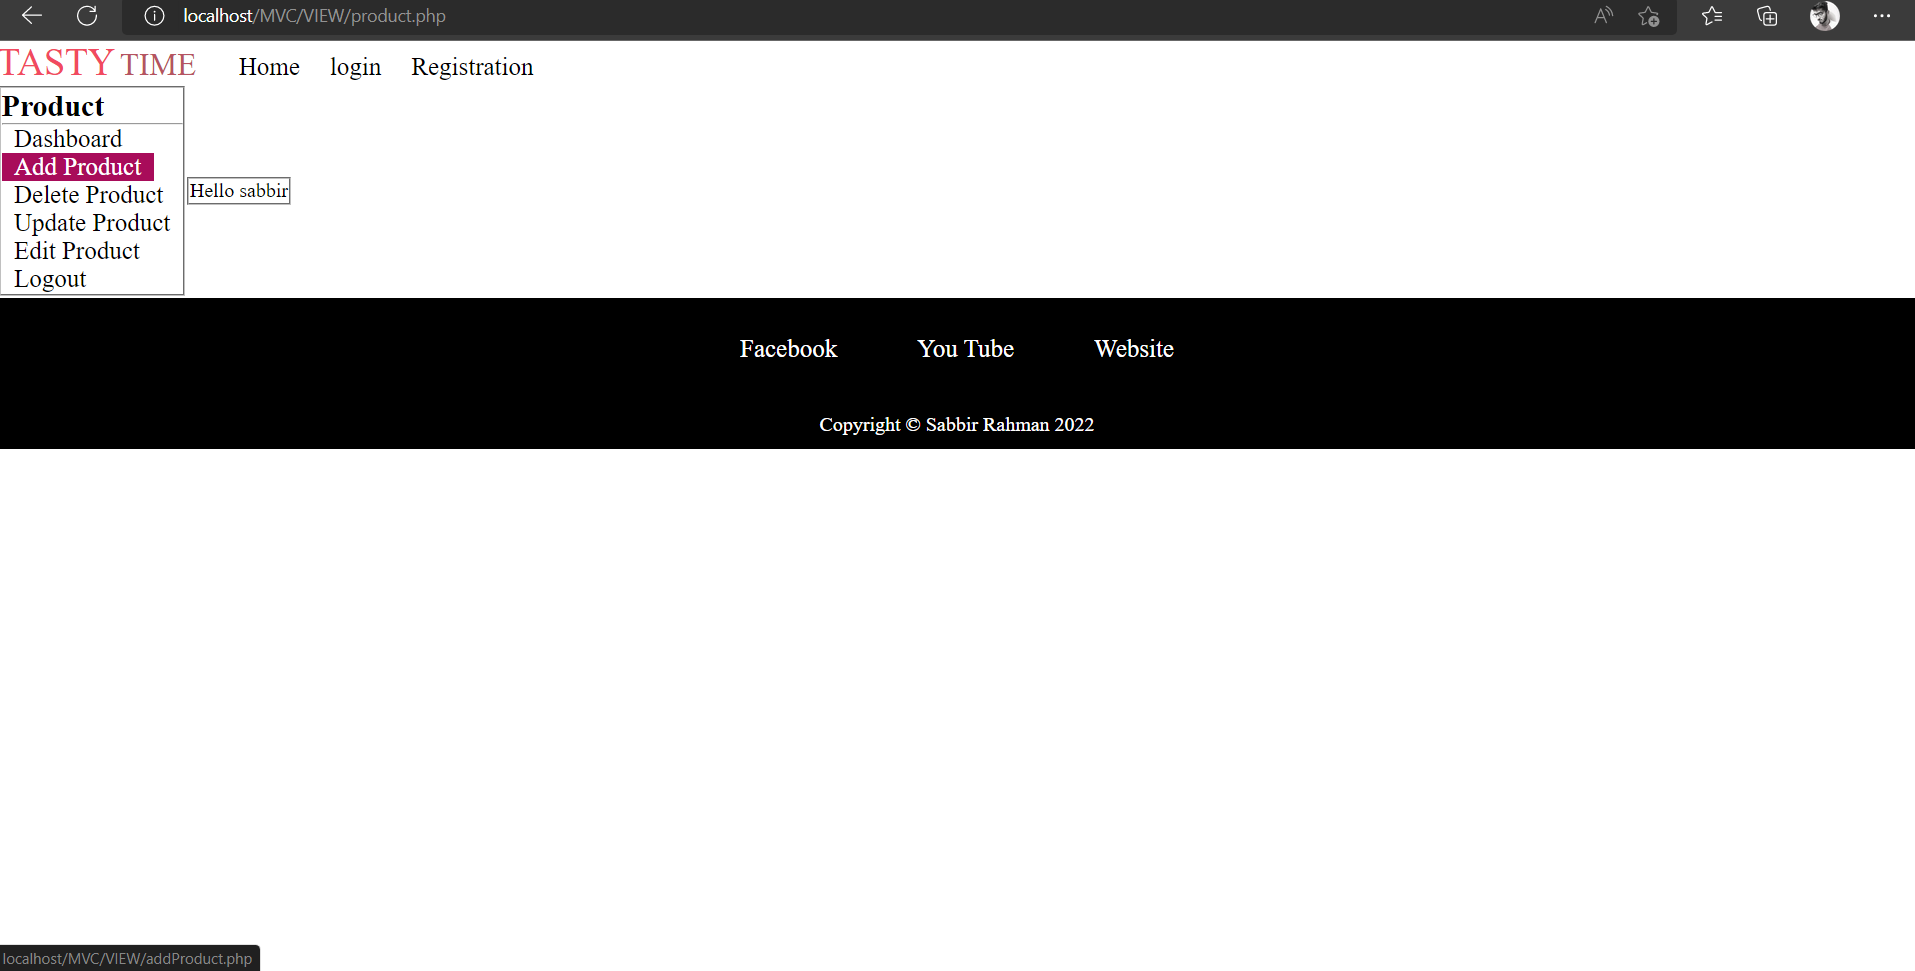 localhost/MVC/VIEW/product.php
TASTY TIME Home login Registration
Product
Dashboard
Add Product
Delete Product
Update Product
Edit Product
Logout
Hello sabbir
Facebook You Tube Website
Copyright © Sabbir Rahman 2022
localhost/MVC/VIEW/addProduct.php